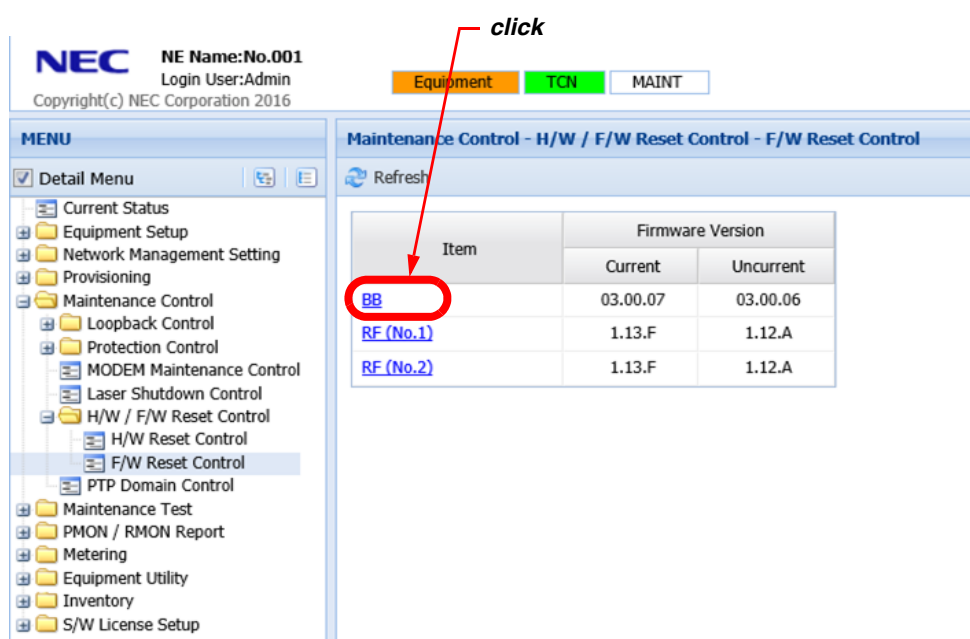 click
NEC
NE Name:No.001
Login User:Admin
Copyright(c) NEC Corporation 2016
Equipment TCN MAINT
MENU
Detail Menu
Current Status
Equipment Setup
Network Management Setting
Provisioning
Maintenance Control
Loopback Control
Protection Control
MODEM Maintenance Control
Laser Shutdown Control
H/W / F/W Reset Control
H/W Reset Control
F/W Reset Control
PTP Domain Control
Maintenance Test
PMON / RMON Report
Metering
Equipment Utility
Inventory
S/W License Setup
Maintenance Control - H/W / F/W Reset Control - F/W Reset Control
Refresh
Item Firmware Version
Current Uncurrent
BB 03.00.07 03.00.06
RF (No.1) 1.13.F 1.12.A
RF (No.2) 1.13.F 1.12.A